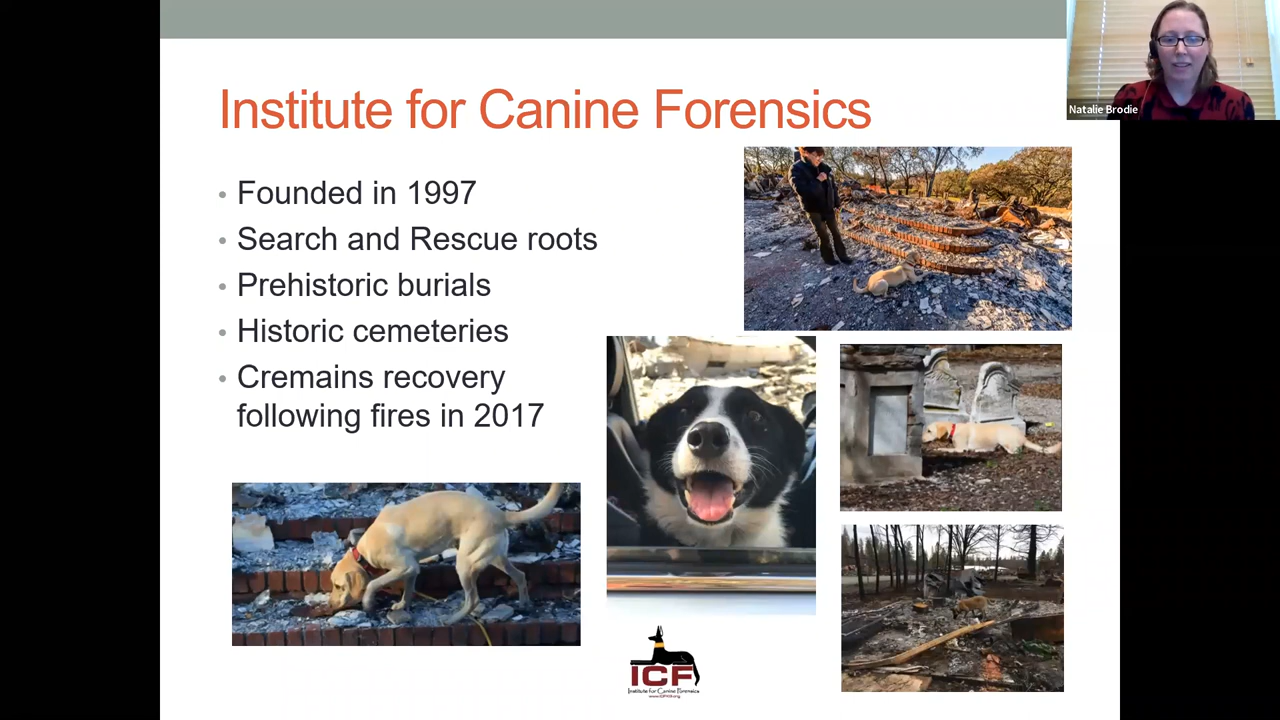 Natalie Brodie
Institute for Canine Forensics
• Founded in 1997
• Search and Rescue roots
• Prehistoric burials
• Historic cemeteries
• Cremains recovery
following fires in 2017
ICF
Institute for Canine Forensics